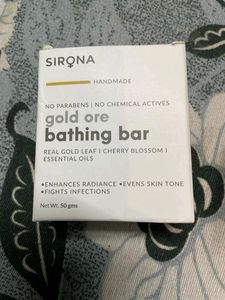 SIRONA
HANDMADE
NO PARABENS | NO CHEMICAL ACTIVES
gold ore
bathing bar
REAL GOLD LEAF I CHERRY BLOSSOM I
ESSENTIAL OILS
•ENHANCES RADIANCE •EVENS SKIN TONE
•FIGHTS INFECTIONS
Net Wt. 50 gms